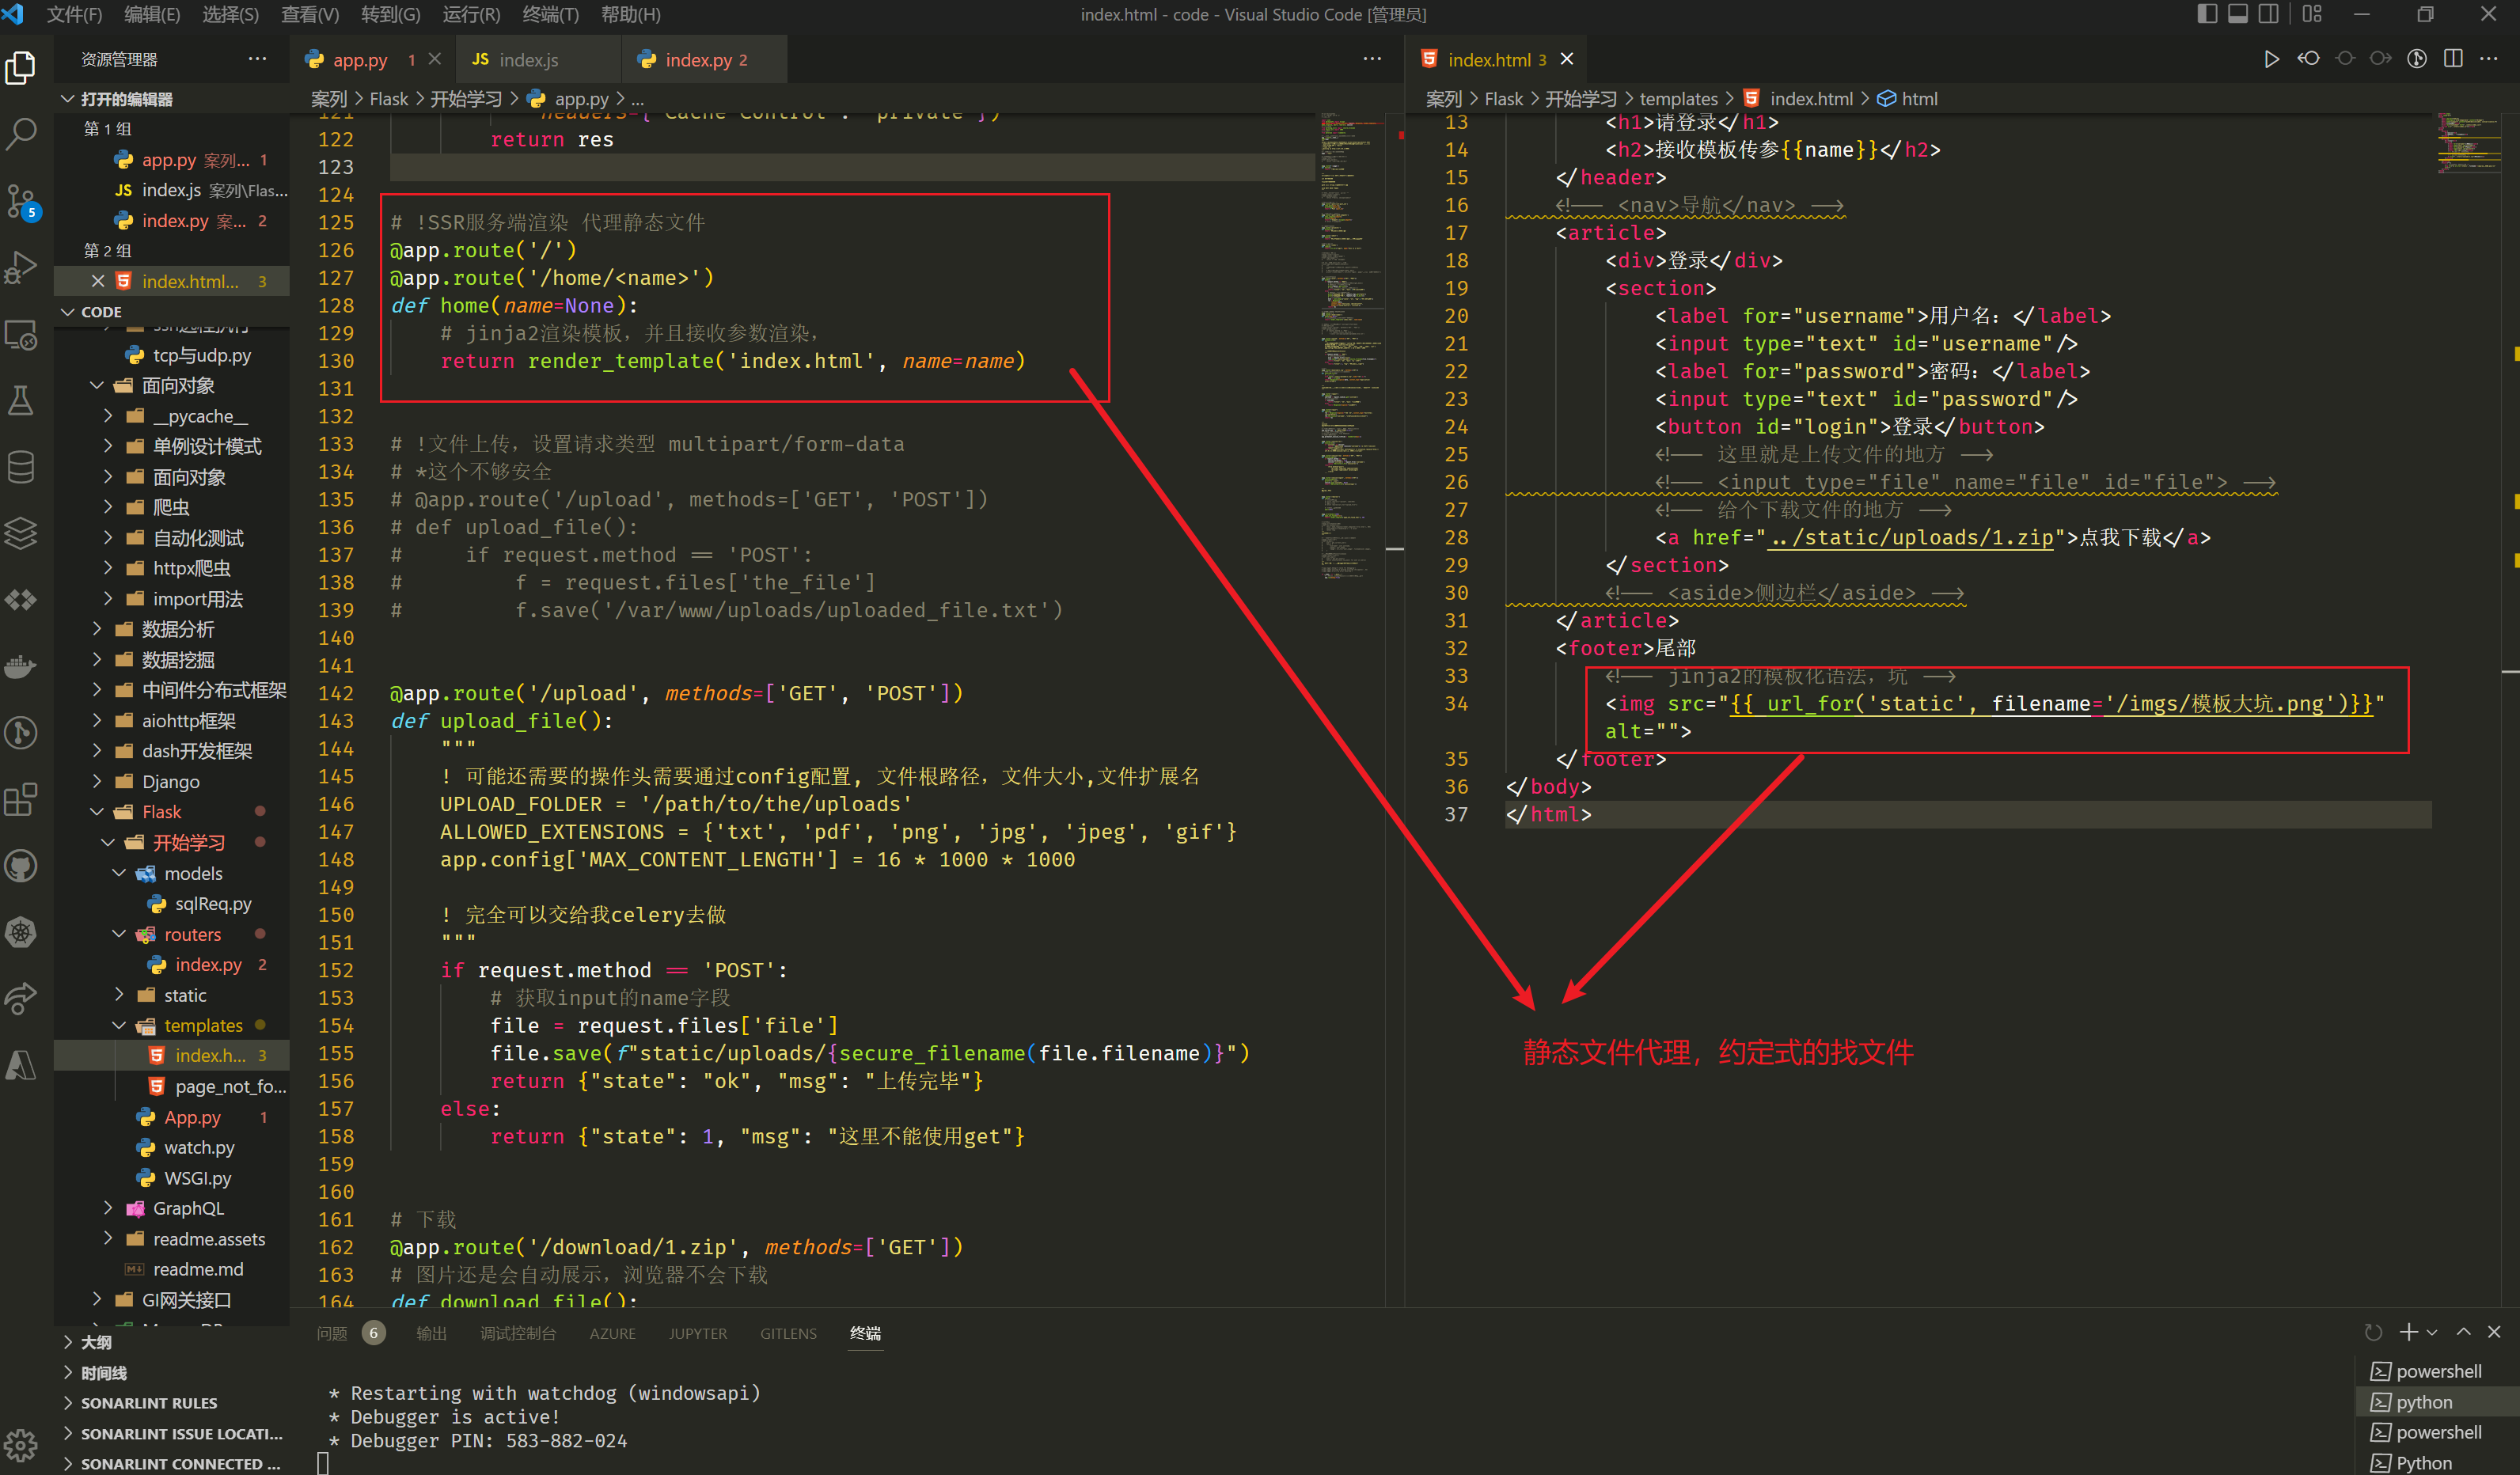 文件(F) 编辑(E) 选择(S) 查看(V) 转到(G) 运行(R) 终端(T) 帮助(H)
index.html - code - Visual Studio Code [管理员]
资源管理器
打开的编辑器
第 1 组
app.py 案列... 1
JS index.js 案列\Flas...
index.py 案... 2
第 2 组
index.html... 3
CODE
ssh远程执行
tcp与udp.py
面向对象
__pycache__
单例设计模式
面向对象
爬虫
自动化测试
httpx爬虫
import用法
数据分析
数据挖掘
中间件分布式框架
aiohttp框架
dash开发框架
Django
Flask
开始学习
models
sqlReq.py
routers
index.py 2
static
templates
index.h... 3
page_not_fo...
App.py 1
watch.py
WSGI.py
GraphQL
readme.assets
readme.md
GI网关接口
大纲
时间线
SONARLINT RULES
SONARLINT ISSUE LOCATI...
SONARLINT CONNECTED ...
5
app.py 1
JS index.js
index.py 2
案列 > Flask > 开始学习 > app.py > ...
121 headers={'Cache-Control': 'private'})
122 return res
123
124
125 # !SSR服务端渲染 代理静态文件
126 @app.route('/')
127 @app.route('/home/<name>')
128 def home(name=None):
129 # jinja2渲染模板，并且接收参数渲染，
130 return render_template('index.html', name=name)
131
132
133 # !文件上传，设置请求类型 multipart/form-data
134 # *这个不够安全
135 # @app.route('/upload', methods=['GET', 'POST'])
136 # def upload_file():
137 #     if request.method == 'POST':
138 #         f = request.files['the_file']
139 #         f.save('/var/www/uploads/uploaded_file.txt')
140
141
142 @app.route('/upload', methods=['GET', 'POST'])
143 def upload_file():
144 """
145 ! 可能还需要的操作头需要通过config配置, 文件根路径，文件大小,文件扩展名
146 UPLOAD_FOLDER = '/path/to/the/uploads'
147 ALLOWED_EXTENSIONS = {'txt', 'pdf', 'png', 'jpg', 'jpeg', 'gif'}
148 app.config['MAX_CONTENT_LENGTH'] = 16 * 1000 * 1000
149
150 ! 完全可以交给我celery去做
151 """
152 if request.method == 'POST':
153 # 获取input的name字段
154 file = request.files['file']
155 file.save(f"static/uploads/{secure_filename(file.filename)}")
156 return {"state": "ok", "msg": "上传完毕"}
157 else:
158 return {"state": 1, "msg": "这里不能使用get"}
159
160
161 # 下载
162 @app.route('/download/1.zip', methods=['GET'])
163 # 图片还是会自动展示，浏览器不会下载
164 def download_file():
index.html 3
案列 > Flask > 开始学习 > templates > index.html > html
13 <h1>请登录</h1>
14 <h2>接收模板传参{{name}}</h2>
15 </header>
16 <!-- <nav>导航</nav> -->
17 <article>
18 <div>登录</div>
19 <section>
20 <label for="username">用户名：</label>
21 <input type="text" id="username"/>
22 <label for="password">密码：</label>
23 <input type="text" id="password"/>
24 <button id="login">登录</button>
25 <!-- 这里就是上传文件的地方 -->
26 <!-- <input type="file" name="file" id="file"> -->
27 <!-- 给个下载文件的地方 -->
28 <a href="../static/uploads/1.zip">点我下载</a>
29 </section>
30 <!-- <aside>侧边栏</aside> -->
31 </article>
32 <footer>尾部
33 <!-- jinja2的模板化语法，坑 -->
34 <img src="{{ url_for('static', filename='/imgs/模板大坑.png')}}"
alt="">
35 </footer>
36 </body>
37 </html>
静态文件代理，约定式的找文件
问题 6 输出 调试控制台 AZURE JUPYTER GITLENS 终端
* Restarting with watchdog (windowsapi)
* Debugger is active!
* Debugger PIN: 583-882-024
powershell
python
powershell
Python